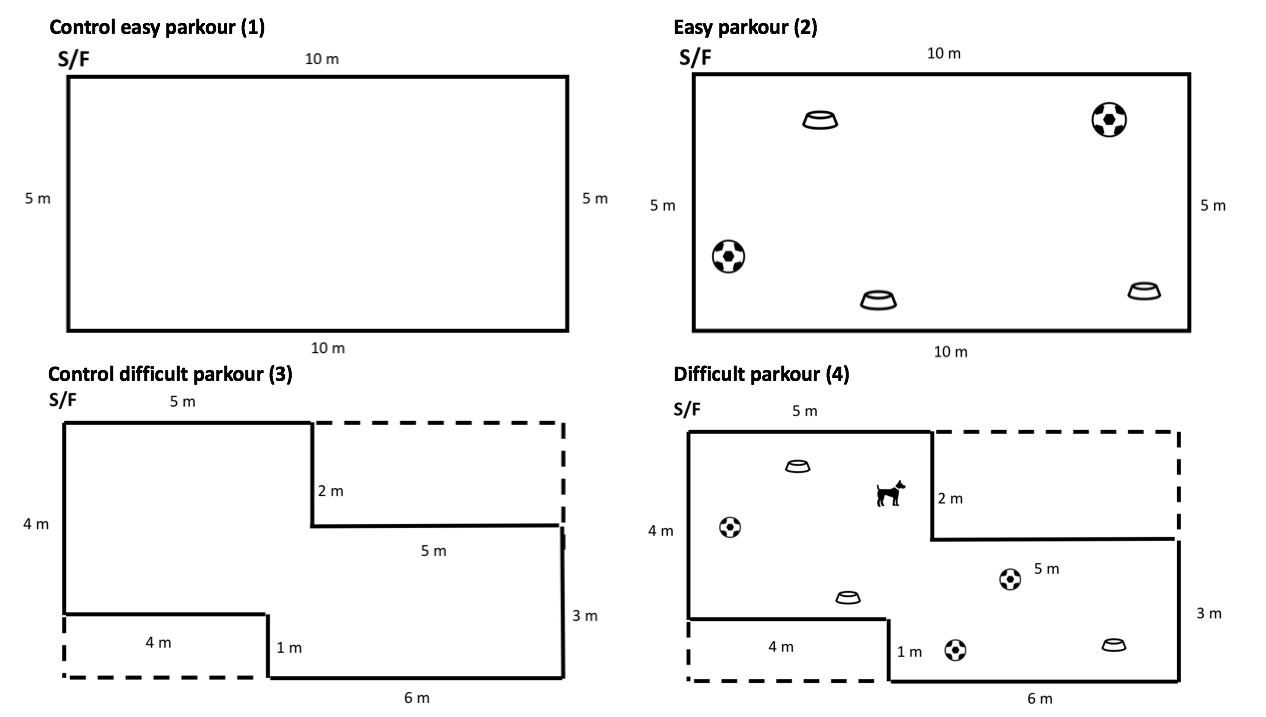 Control easy parkour (1)
S/F
10 m
5 m
5 m
10 m
Easy parkour (2)
S/F
10 m
5 m
5 m
10 m
Control difficult parkour (3)
S/F
5 m
2 m
4 m
5 m
3 m
4 m
1 m
6 m
Difficult parkour (4)
S/F
5 m
2 m
4 m
5 m
3 m
4 m
1 m
6 m